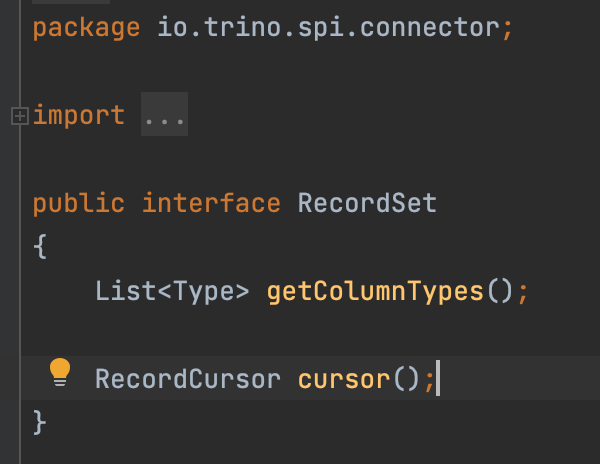 package io.trino.spi.connector;
import ...
public interface RecordSet
{
List<Type> getColumnTypes();
RecordCursor cursor();
}